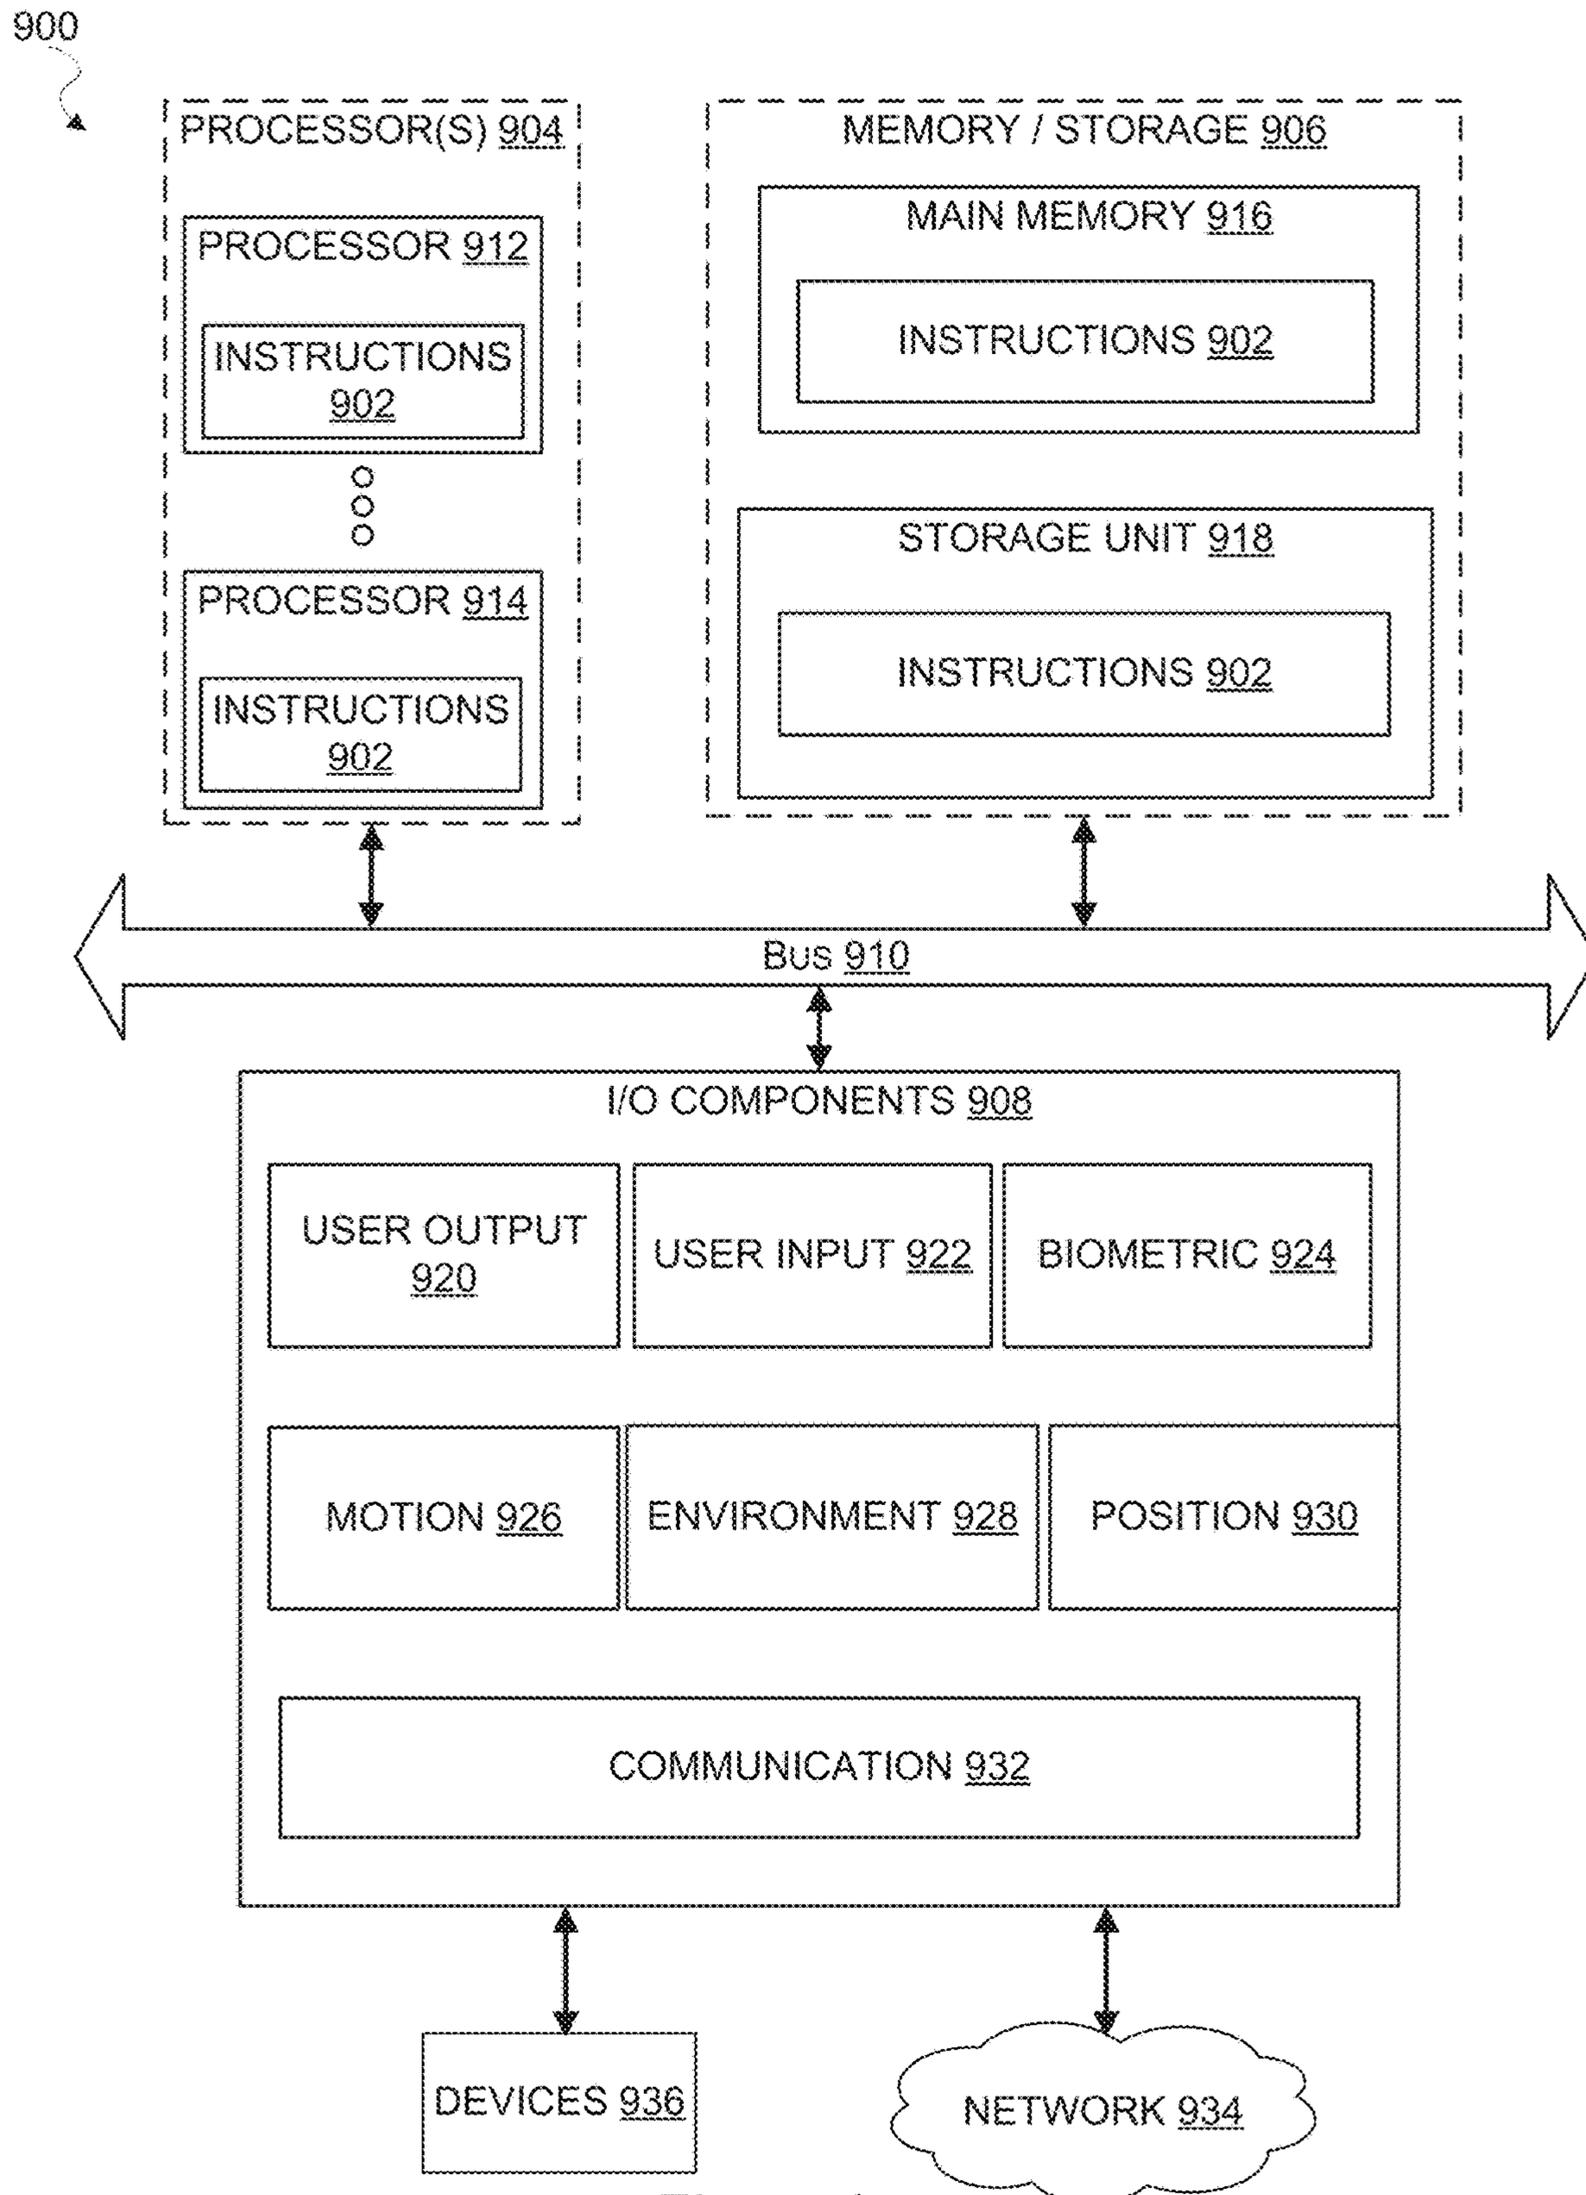 900
PROCESSOR(S) 904
PROCESSOR 912
INSTRUCTIONS
902
PROCESSOR 914
INSTRUCTIONS
902
MEMORY / STORAGE 906
MAIN MEMORY 916
INSTRUCTIONS 902
STORAGE UNIT 918
INSTRUCTIONS 902
Bus 910
I/O COMPONENTS 908
USER OUTPUT
920
USER INPUT 922
BIOMETRIC 924
MOTION 926
ENVIRONMENT 928
POSITION 930
COMMUNICATION 932
DEVICES 936
NETWORK 934